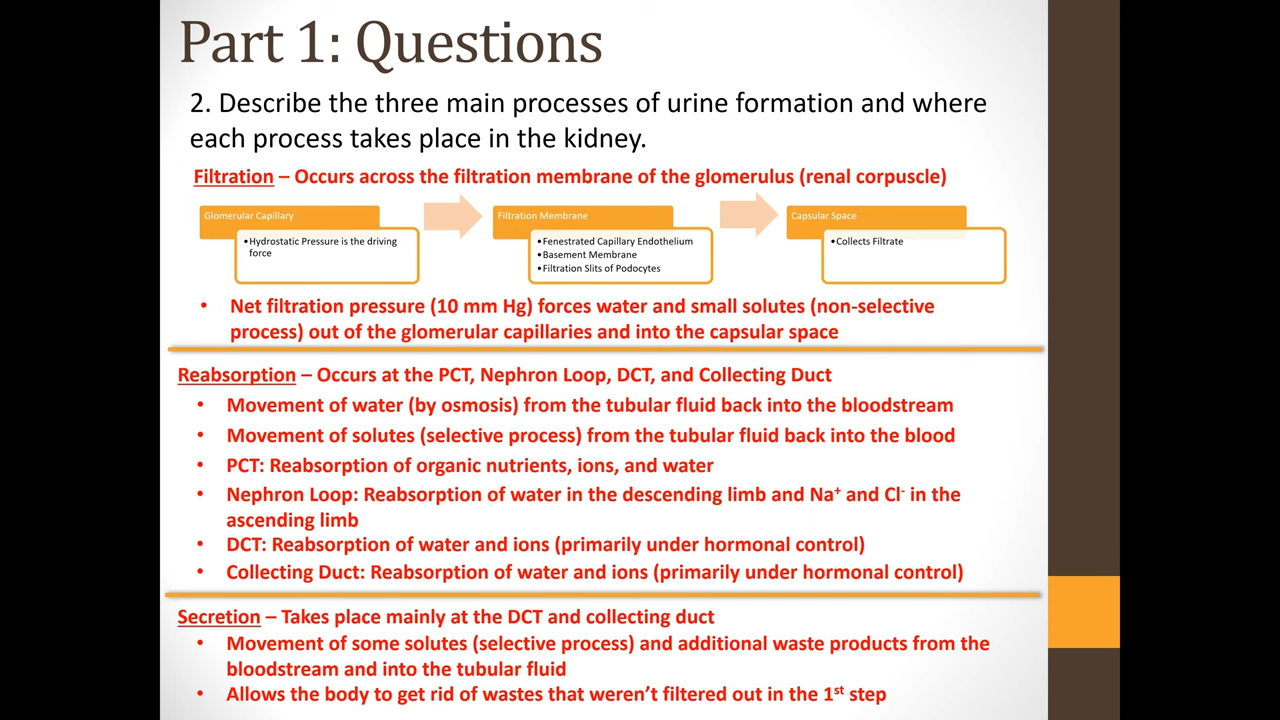 Part 1: Questions
2. Describe the three main processes of urine formation and where
each process takes place in the kidney.
Filtration – Occurs across the filtration membrane of the glomerulus (renal corpuscle)
Glomerular Capillary
•Hydrostatic Pressure is the driving
force
Filtration Membrane
•Fenestrated Capillary Endothelium
•Basement Membrane
•Filtration Slits of Podocytes
Capsular Space
•Collects Filtrate
• Net filtration pressure (10 mm Hg) forces water and small solutes (non-selective
process) out of the glomerular capillaries and into the capsular space
Reabsorption – Occurs at the PCT, Nephron Loop, DCT, and Collecting Duct
• Movement of water (by osmosis) from the tubular fluid back into the bloodstream
• Movement of solutes (selective process) from the tubular fluid back into the blood
• PCT: Reabsorption of organic nutrients, ions, and water
• Nephron Loop: Reabsorption of water in the descending limb and Na⁺ and Cl⁻ in the
ascending limb
• DCT: Reabsorption of water and ions (primarily under hormonal control)
• Collecting Duct: Reabsorption of water and ions (primarily under hormonal control)
Secretion – Takes place mainly at the DCT and collecting duct
• Movement of some solutes (selective process) and additional waste products from the
bloodstream and into the tubular fluid
• Allows the body to get rid of wastes that weren’t filtered out in the 1ˢᵗ step